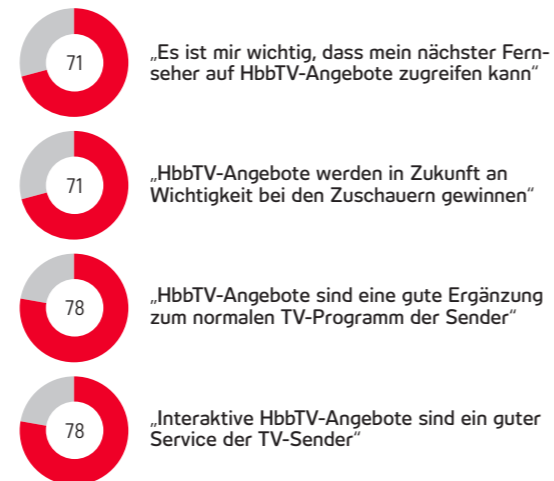 71
„Es ist mir wichtig, dass mein nächster Fern-
seher auf HbbTV-Angebote zugreifen kann“
71
„HbbTV-Angebote werden in Zukunft an
Wichtigkeit bei den Zuschauern gewinnen“
78
„HbbTV-Angebote sind eine gute Ergänzung
zum normalen TV-Programm der Sender“
78
„Interaktive HbbTV-Angebote sind ein guter
Service der TV-Sender“